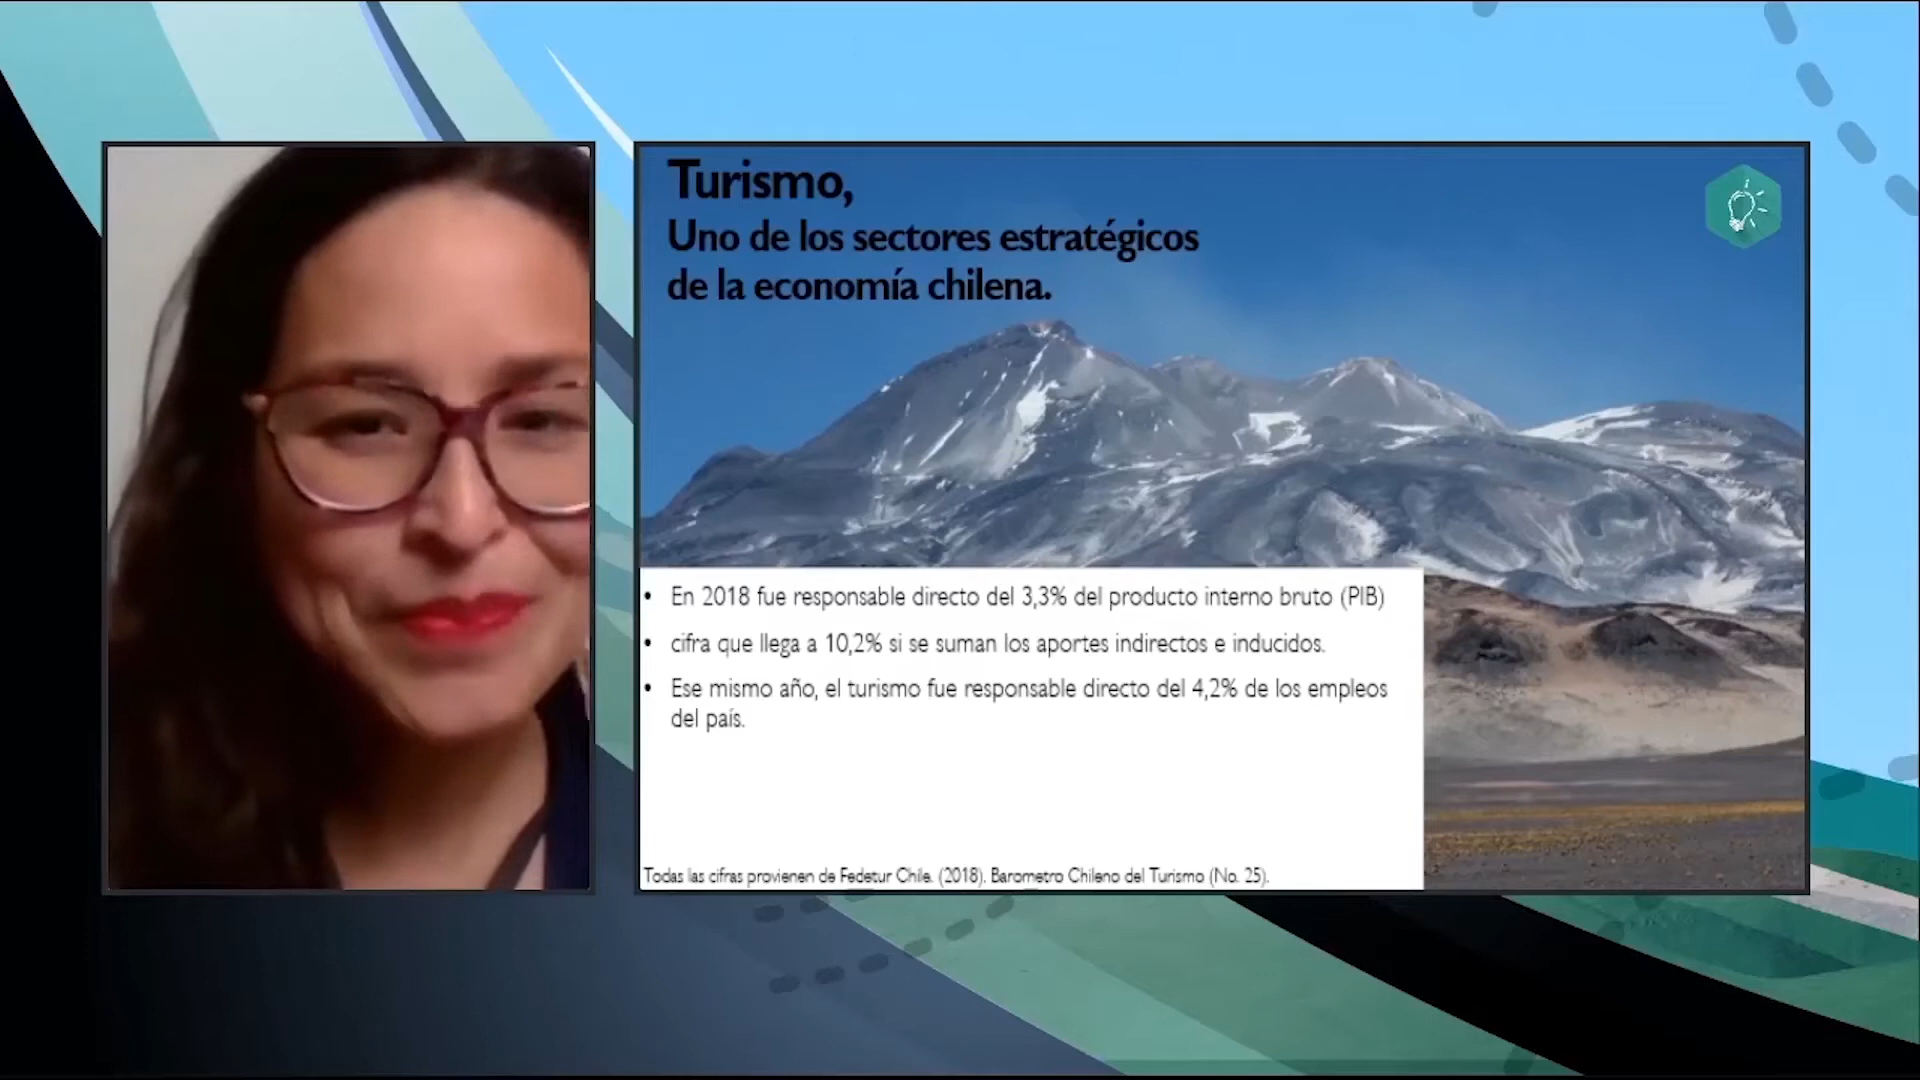 Turismo,
Uno de los sectores estratégicos
de la economía chilena.
• En 2018 fue responsable directo del 3,3% del producto interno bruto (PIB)
• cifra que llega a 10,2% si se suman los aportes indirectos e inducidos.
• Ese mismo año, el turismo fue responsable directo del 4,2% de los empleos
del país.
Todas las cifras provienen de Fedetur Chile. (2018). Barometro Chileno del Turismo (No. 25).